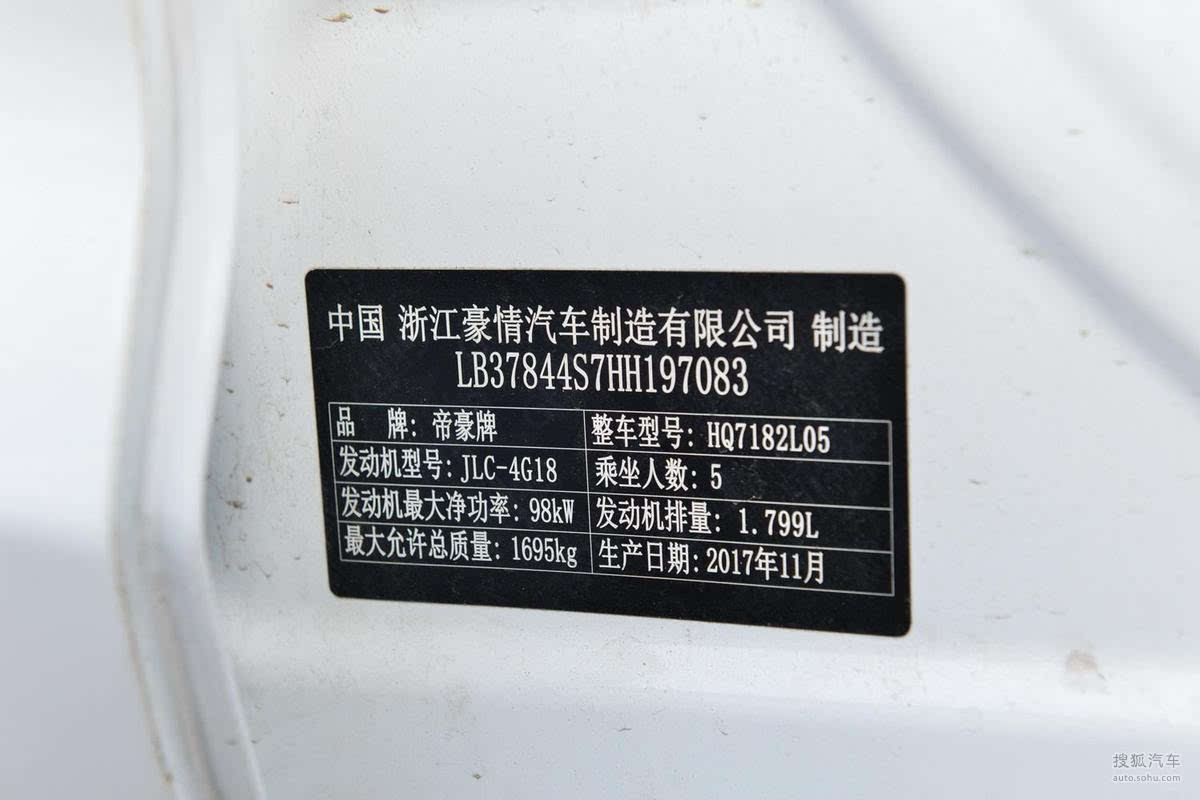 中国 浙江豪情汽车制造有限公司 制造
LB37844S7HH197083
品 牌: 帝豪牌 整车型号: HQ7182L05
发动机型号: JLC-4G18 乘坐人数: 5
发动机最大净功率: 98kW 发动机排量: 1.799L
最大允许总质量: 1695kg 生产日期: 2017年11月
搜狐汽车
auto.sohu.com